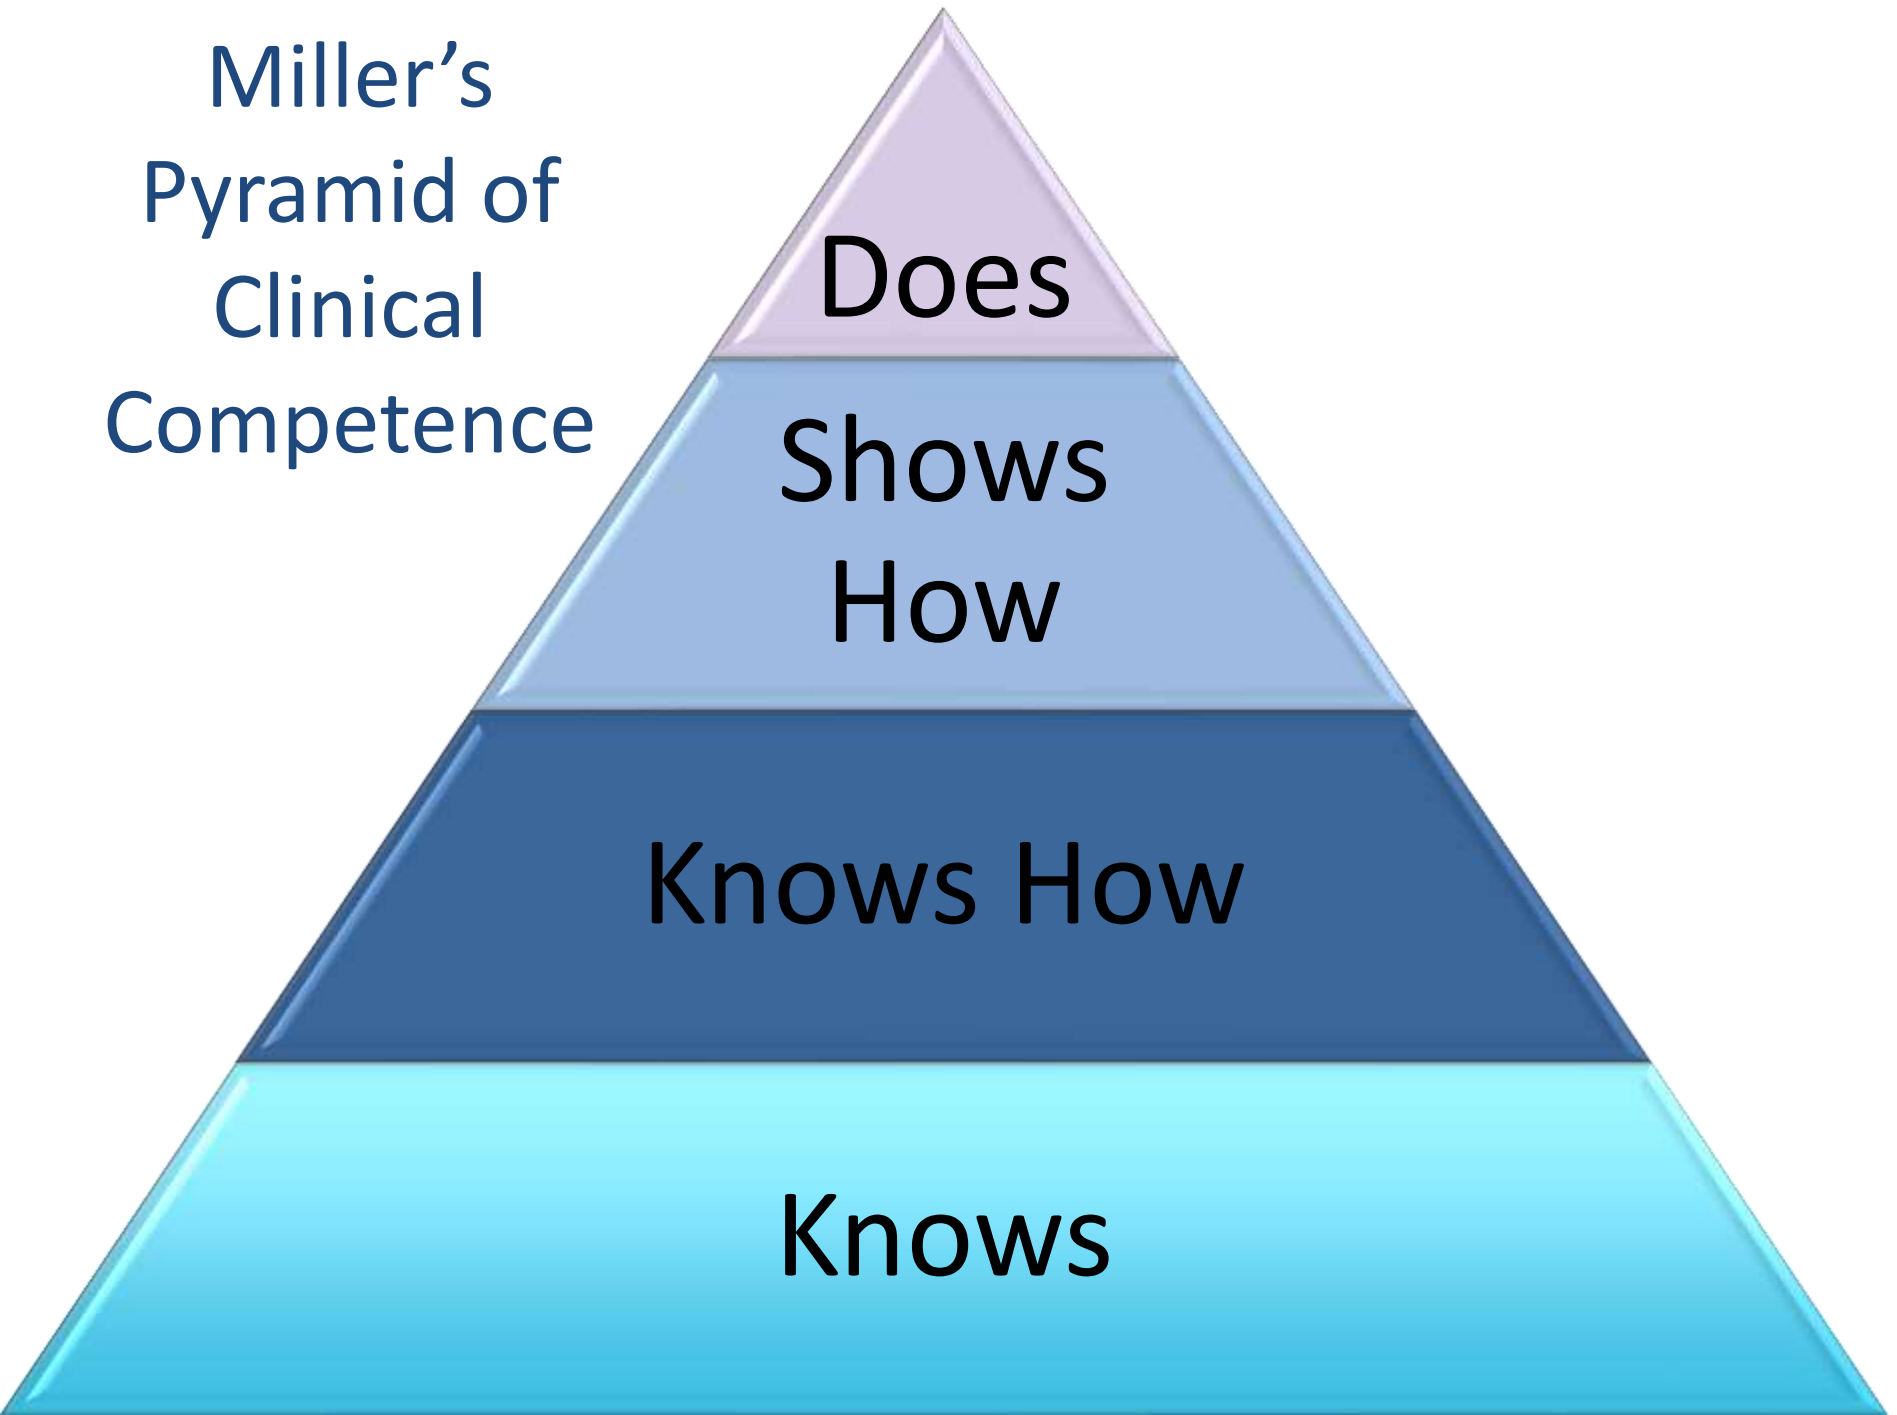 Miller’s
Pyramid of
Clinical
Competence
Does
Shows
How
Knows How
Knows